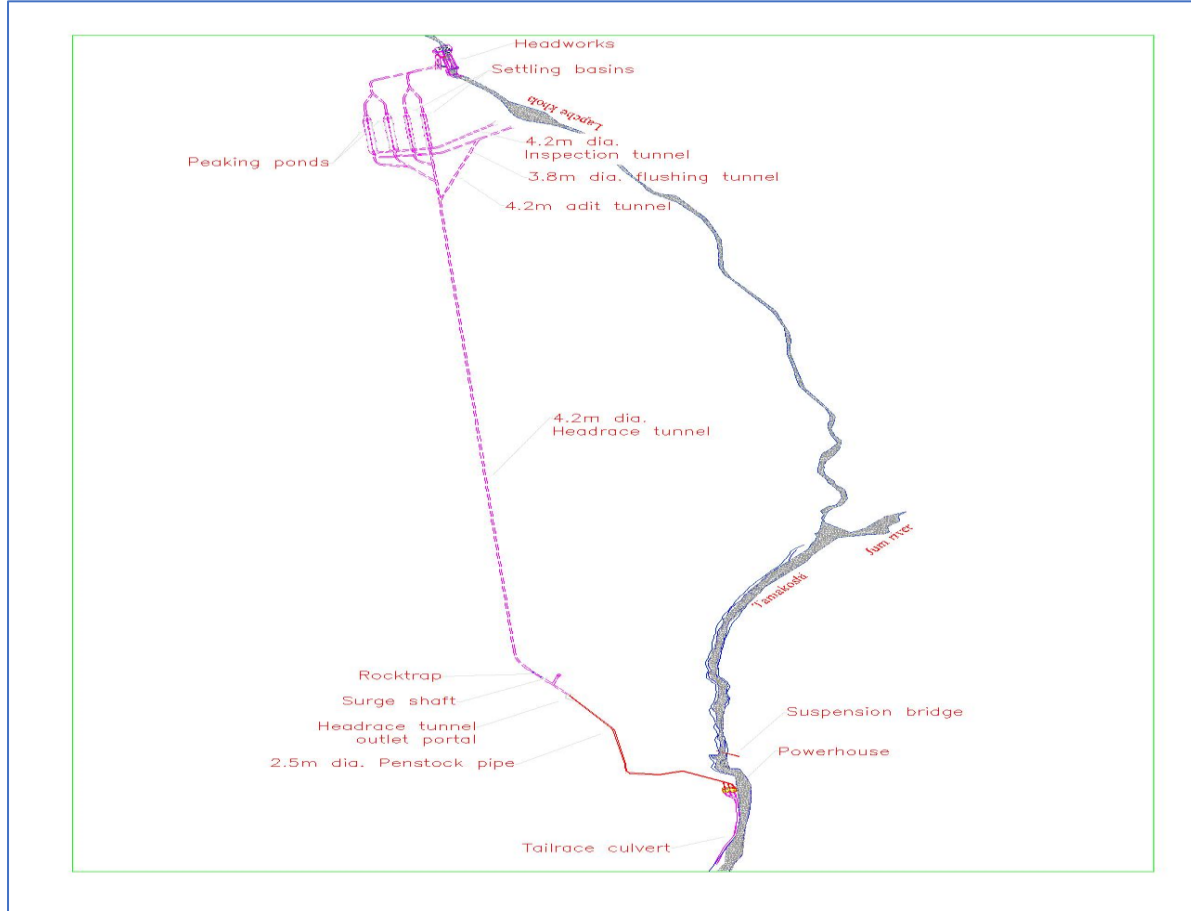 Headworks
Settling basins
Lapche khola
4.2m dia.
Inspection tunnel
Peaking ponds
3.8m dia. flushing tunnel
4.2m adit tunnel
4.2m dia.
Headrace tunnel
Jum river
Tamakoshi
Rocktrap
Surge shaft
Suspension bridge
Headrace tunnel
outlet portal
Powerhouse
2.5m dia. Penstock pipe
Tailrace culvert